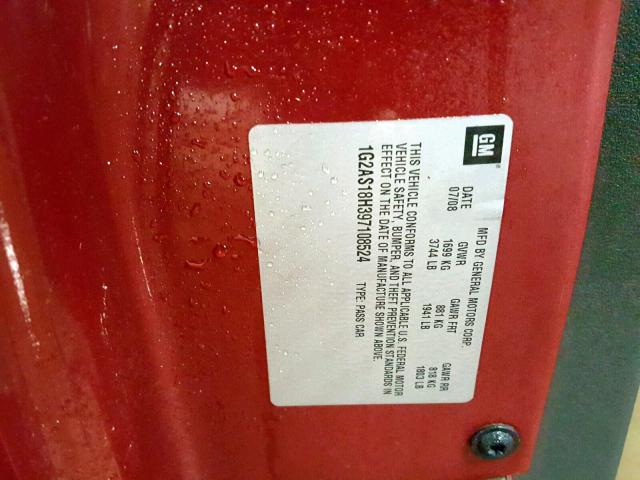 GM
MFD BY GENERAL MOTORS CORP.
DATE GVWR GAWR FRT GAWR RR
07/08 1699 KG 881 KG 818 KG
3744 LB 1941 LB 1803 LB
THIS VEHICLE CONFORMS TO ALL APPLICABLE U.S. FEDERAL MOTOR
VEHICLE SAFETY, BUMPER, AND THEFT PREVENTION STANDARDS IN
EFFECT ON THE DATE OF MANUFACTURE SHOWN ABOVE.
1G2AS18H397108524 TYPE: PASS CAR